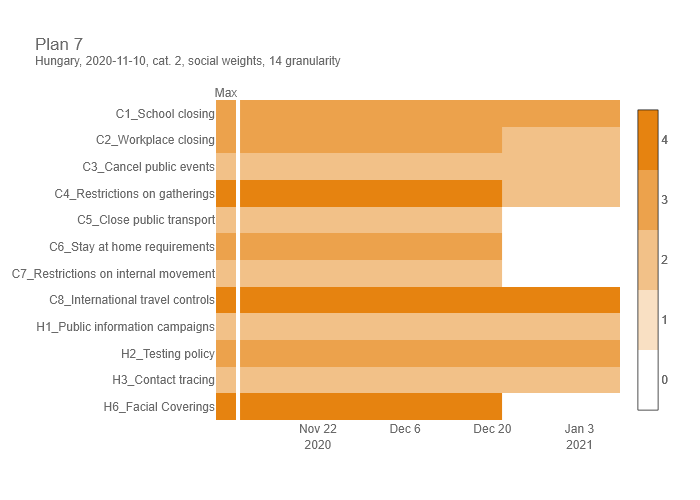 Plan 7
Hungary, 2020-11-10, cat. 2, social weights, 14 granularity
Max
C1_School closing
C2_Workplace closing
C3_Cancel public events
C4_Restrictions on gatherings
C5_Close public transport
C6_Stay at home requirements
C7_Restrictions on internal movement
C8_International travel controls
H1_Public information campaigns
H2_Testing policy
H3_Contact tracing
H6_Facial Coverings
Nov 22 Dec 6 Dec 20 Jan 3
2020 2021
4
3
2
1
0